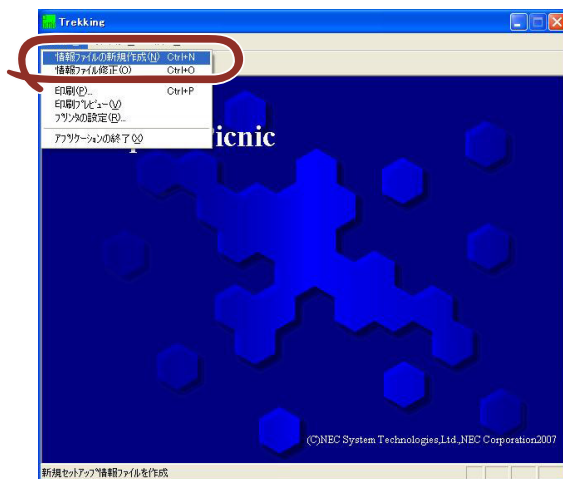 Trekking
情報ファイルの新規作成(N) Ctrl+N
情報ファイル修正(O) Ctrl+O
印刷(P)... Ctrl+P
印刷プレビュー(V)
プリンタの設定(R)...
アプリケーションの終了(X)
icnic
(C)NEC System Technologies,Ltd.,NEC Corporation2007
新規セットアップ情報ファイルを作成